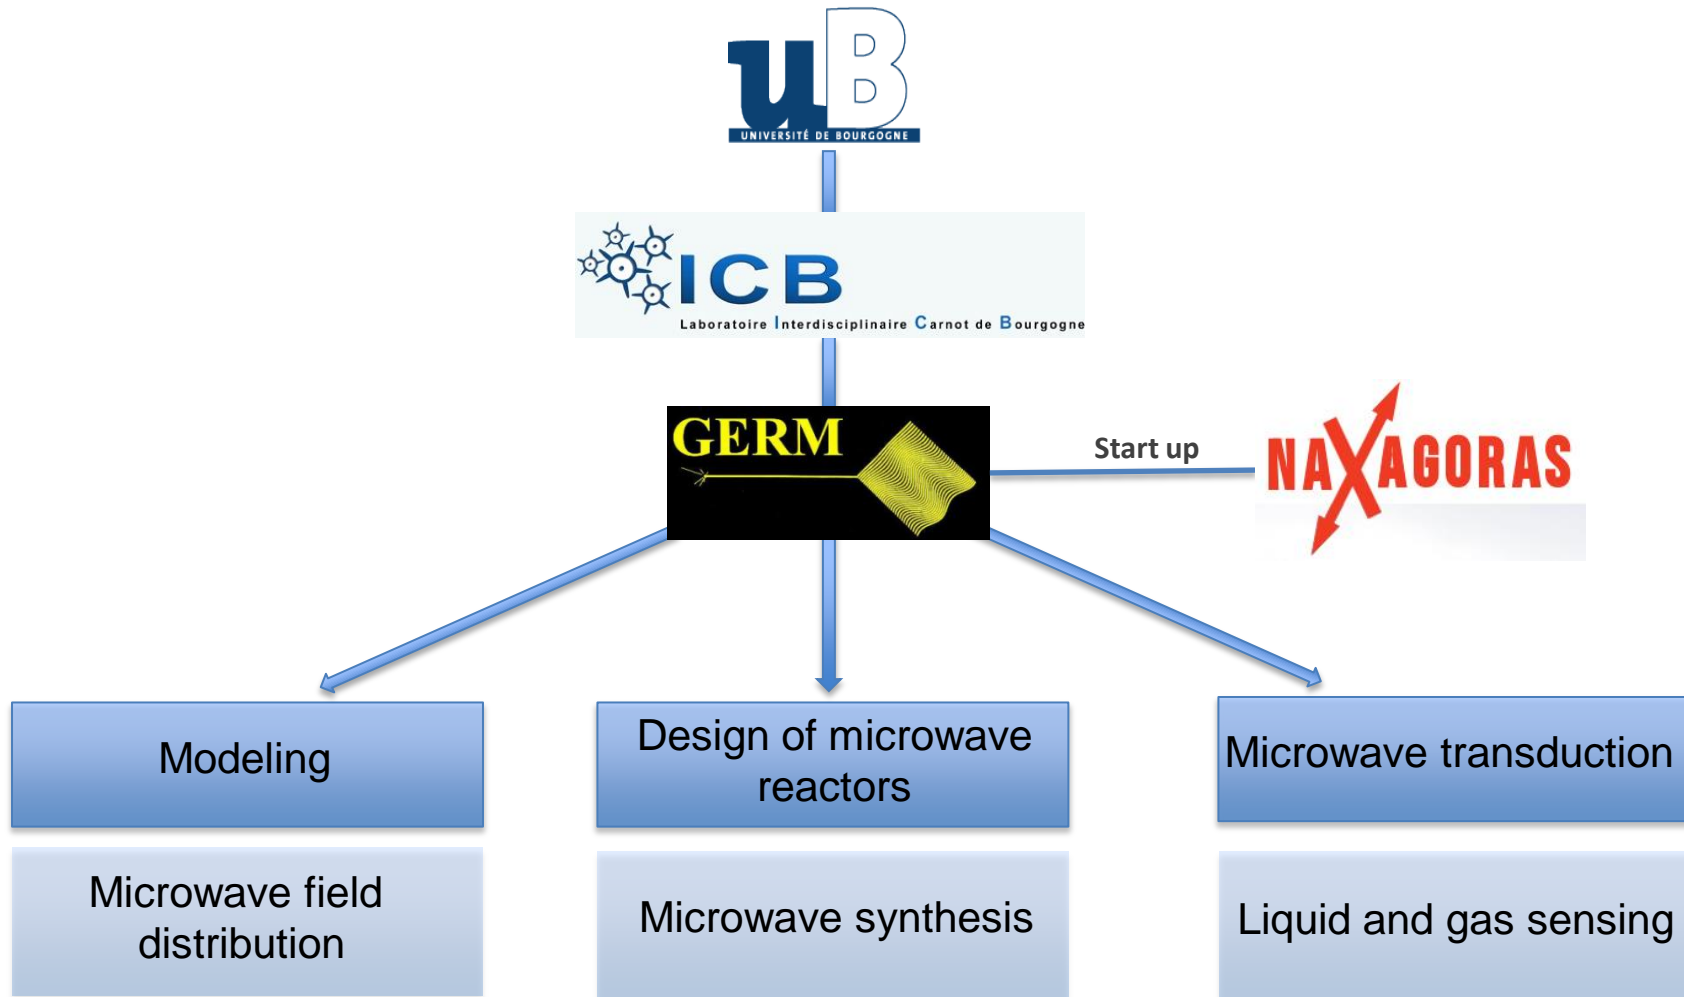 uB
UNIVERSITÉ DE BOURGOGNE
ICB
Laboratoire Interdisciplinaire Carnot de Bourgogne
GERM
Start up
NAXAGORAS
Modeling
Design of microwave
reactors
Microwave transduction
Microwave field
distribution
Microwave synthesis
Liquid and gas sensing